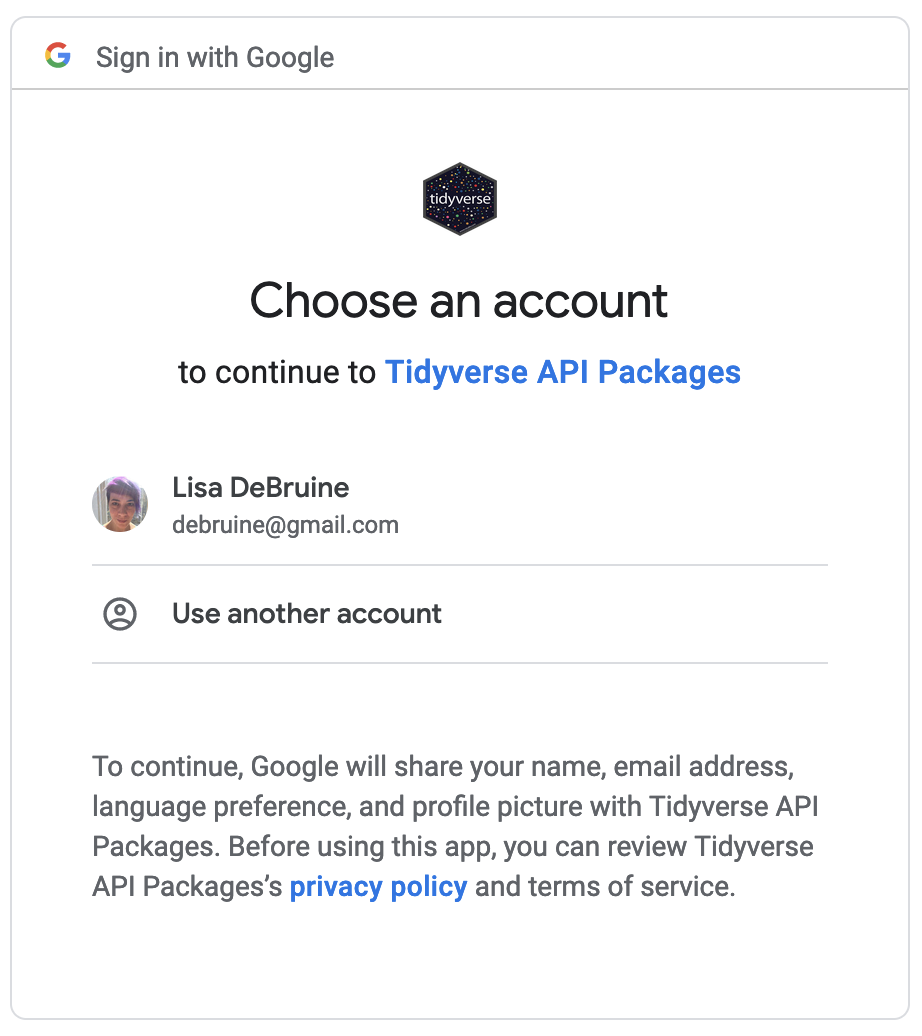 Sign in with Google
tidyverse
Choose an account
to continue to Tidyverse API Packages
Lisa DeBruine
debruine@gmail.com
Use another account
To continue, Google will share your name, email address,
language preference, and profile picture with Tidyverse API
Packages. Before using this app, you can review Tidyverse
API Packages’s privacy policy and terms of service.